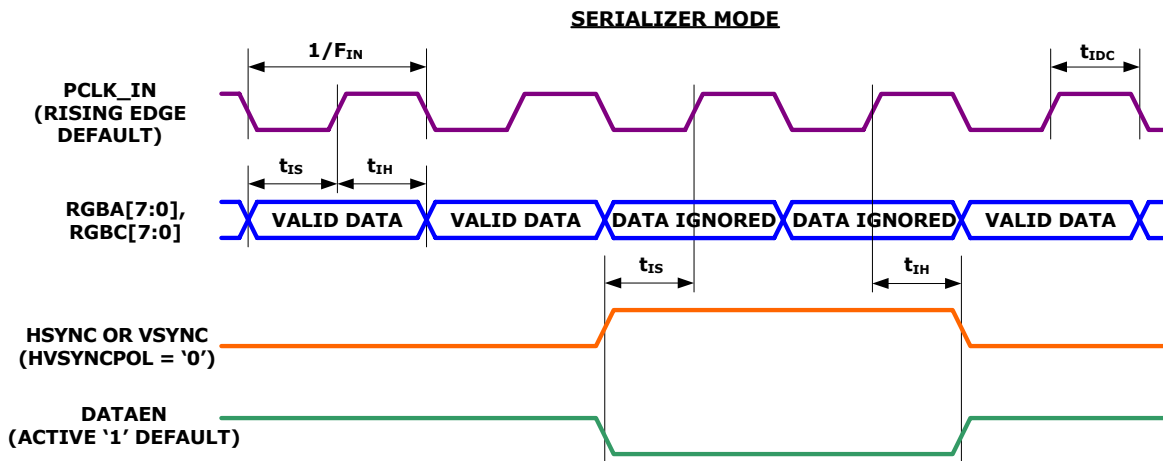 SERIALIZER MODE
1/FIN
tIDC
PCLK_IN
(RISING EDGE
DEFAULT)
tIS
tIH
RGBA[7:0],
RGBC[7:0]
VALID DATA
VALID DATA
DATA IGNORED
DATA IGNORED
VALID DATA
tIS
tIH
HSYNC OR VSYNC
(HVSYNCPOL = ‘0’)
DATAEN
(ACTIVE ‘1’ DEFAULT)